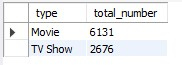 type total_number
Movie 6131
TV Show 2676